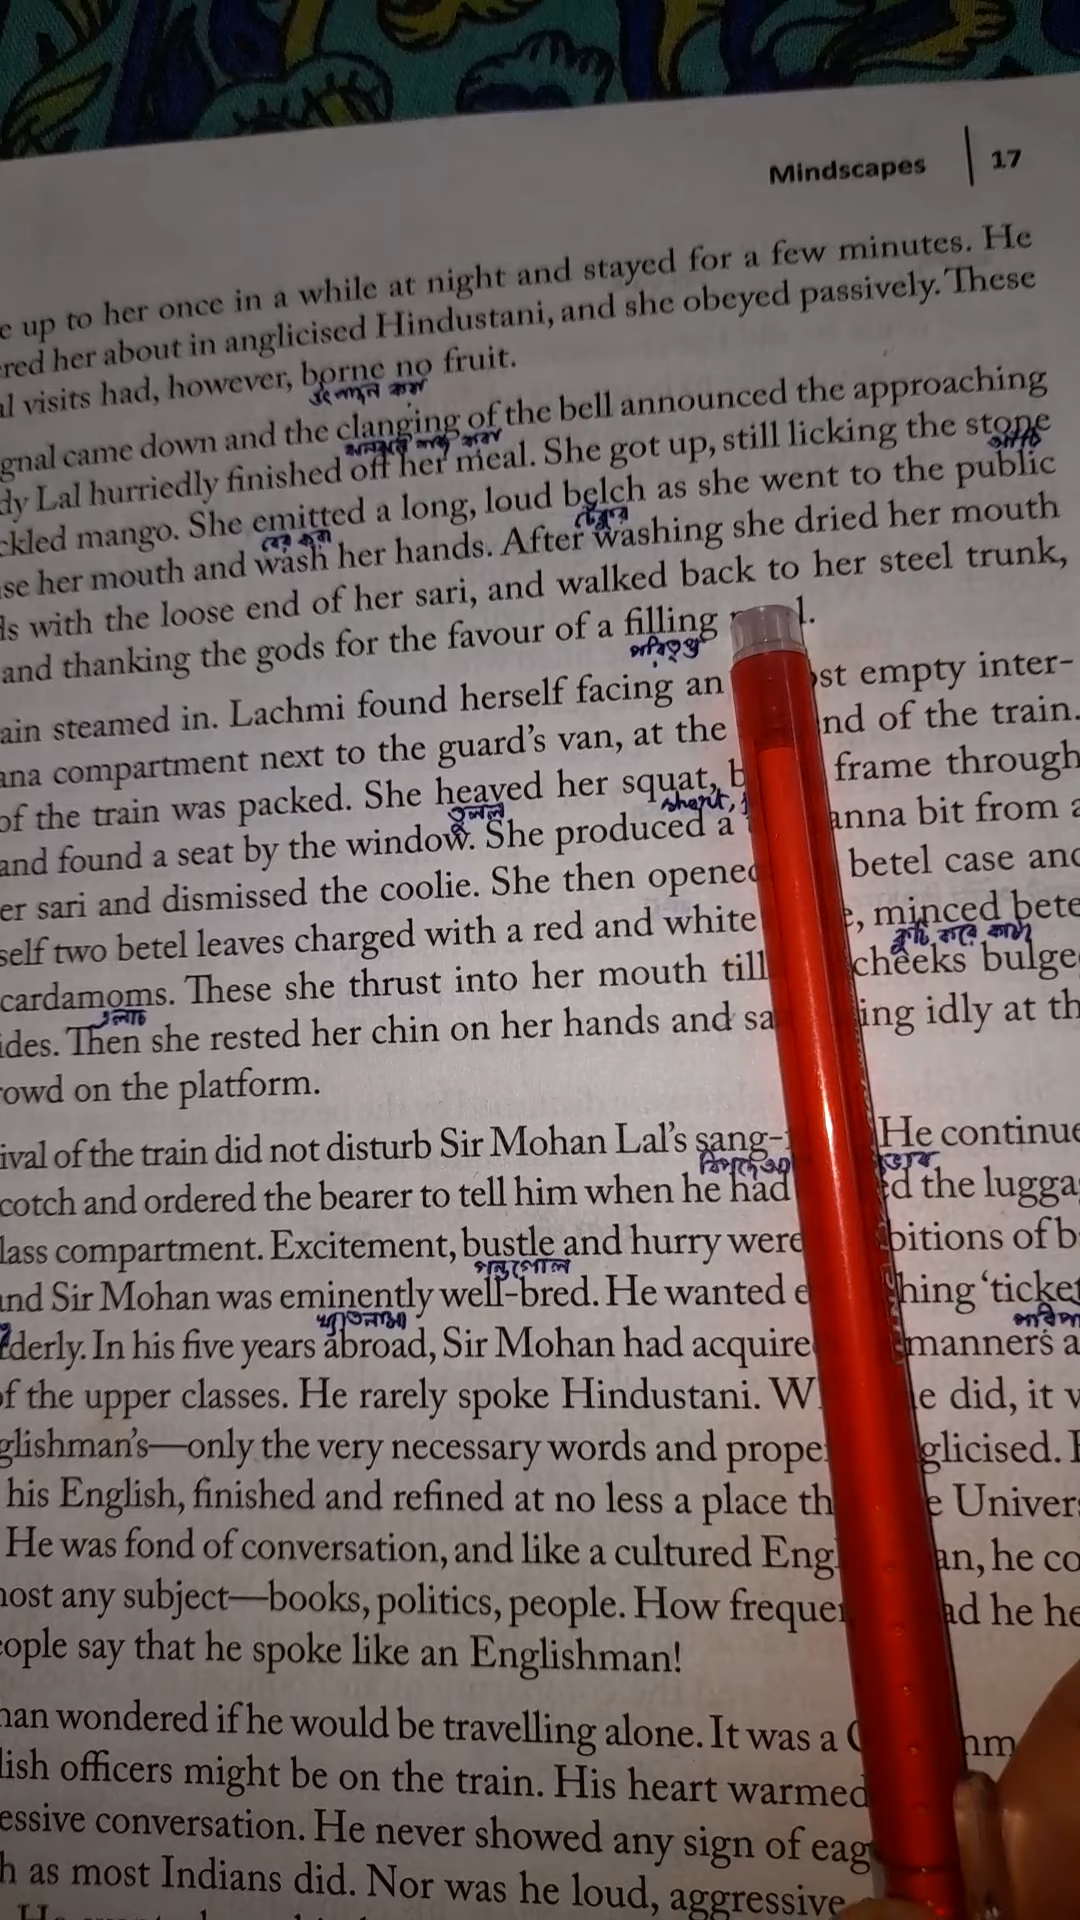 Mindscapes | 17
e up to her once in a while at night and stayed for a few minutes. He
red her about in anglicised Hindustani, and she obeyed passively. These
l visits had, however, borne no fruit.
gnal came down and the clanging of the bell announced the approaching
dy Lal hurriedly finished off her meal. She got up, still licking the stone
ckled mango. She emitted a long, loud belch as she went to the public
ঢেকুর
বের করা
se her mouth and wash her hands. After washing she dried her mouth
ls with the loose end of her sari, and walked back to her steel trunk,
and thanking the gods for the favour of a filling
পরিতৃপ্ত
ain steamed in. Lachmi found herself facing an st empty inter-
ana compartment next to the guard's van, at the nd of the train.
of the train was packed. She heaved her squat, b frame through
তুলল
short,
and found a seat by the window. She produced a anna bit from a
er sari and dismissed the coolie. She then opene betel case and
self two betel leaves charged with a red and white e, minced bete
কুচি করে কাটা
cardamoms. These she thrust into her mouth till cheeks bulge
এলাচ
ides. Then she rested her chin on her hands and sa ing idly at th
rowd on the platform.
ival of the train did not disturb Sir Mohan Lal's sang- He continue
cotch and ordered the bearer to tell him when he had ed the lugga
lass compartment. Excitement, bustle and hurry were bitions of b
nd Sir Mohan was eminently well-bred. He wanted e hing 'ticket
derly. In his five years abroad, Sir Mohan had acquire manners a
of the upper classes. He rarely spoke Hindustani. W e did, it w
glishman's—only the very necessary words and prope glicised. 
his English, finished and refined at no less a place th e Univers
He was fond of conversation, and like a cultured Eng an, he co
nost any subject—books, politics, people. How freque ad he he
eople say that he spoke like an Englishman!
nan wondered if he would be travelling alone. It was a
lish officers might be on the train. His heart warmed
essive conversation. He never showed any sign of eag
h as most Indians did. Nor was he loud, aggressive